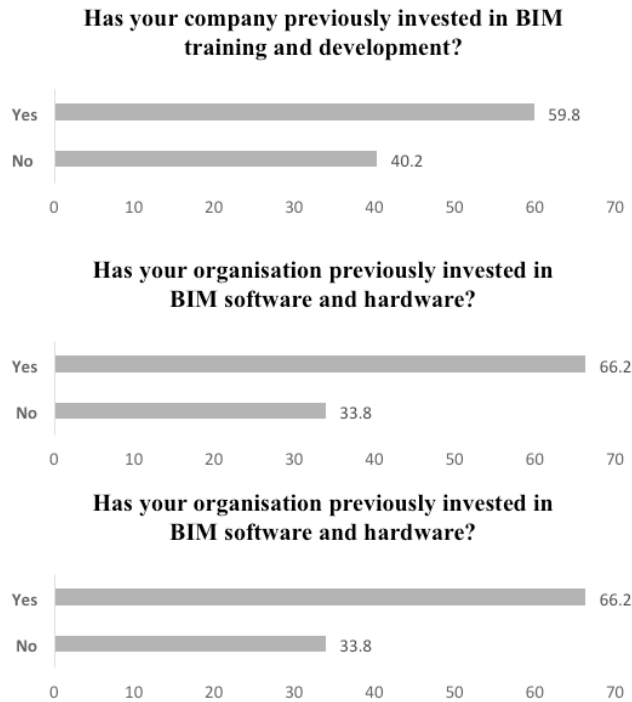 Has your company previously invested in BIM
training and development?
Yes 59.8
No 40.2
0 10 20 30 40 50 60 70
Has your organisation previously invested in
BIM software and hardware?
Yes 66.2
No 33.8
0 10 20 30 40 50 60 70
Has your organisation previously invested in
BIM software and hardware?
Yes 66.2
No 33.8
0 10 20 30 40 50 60 70